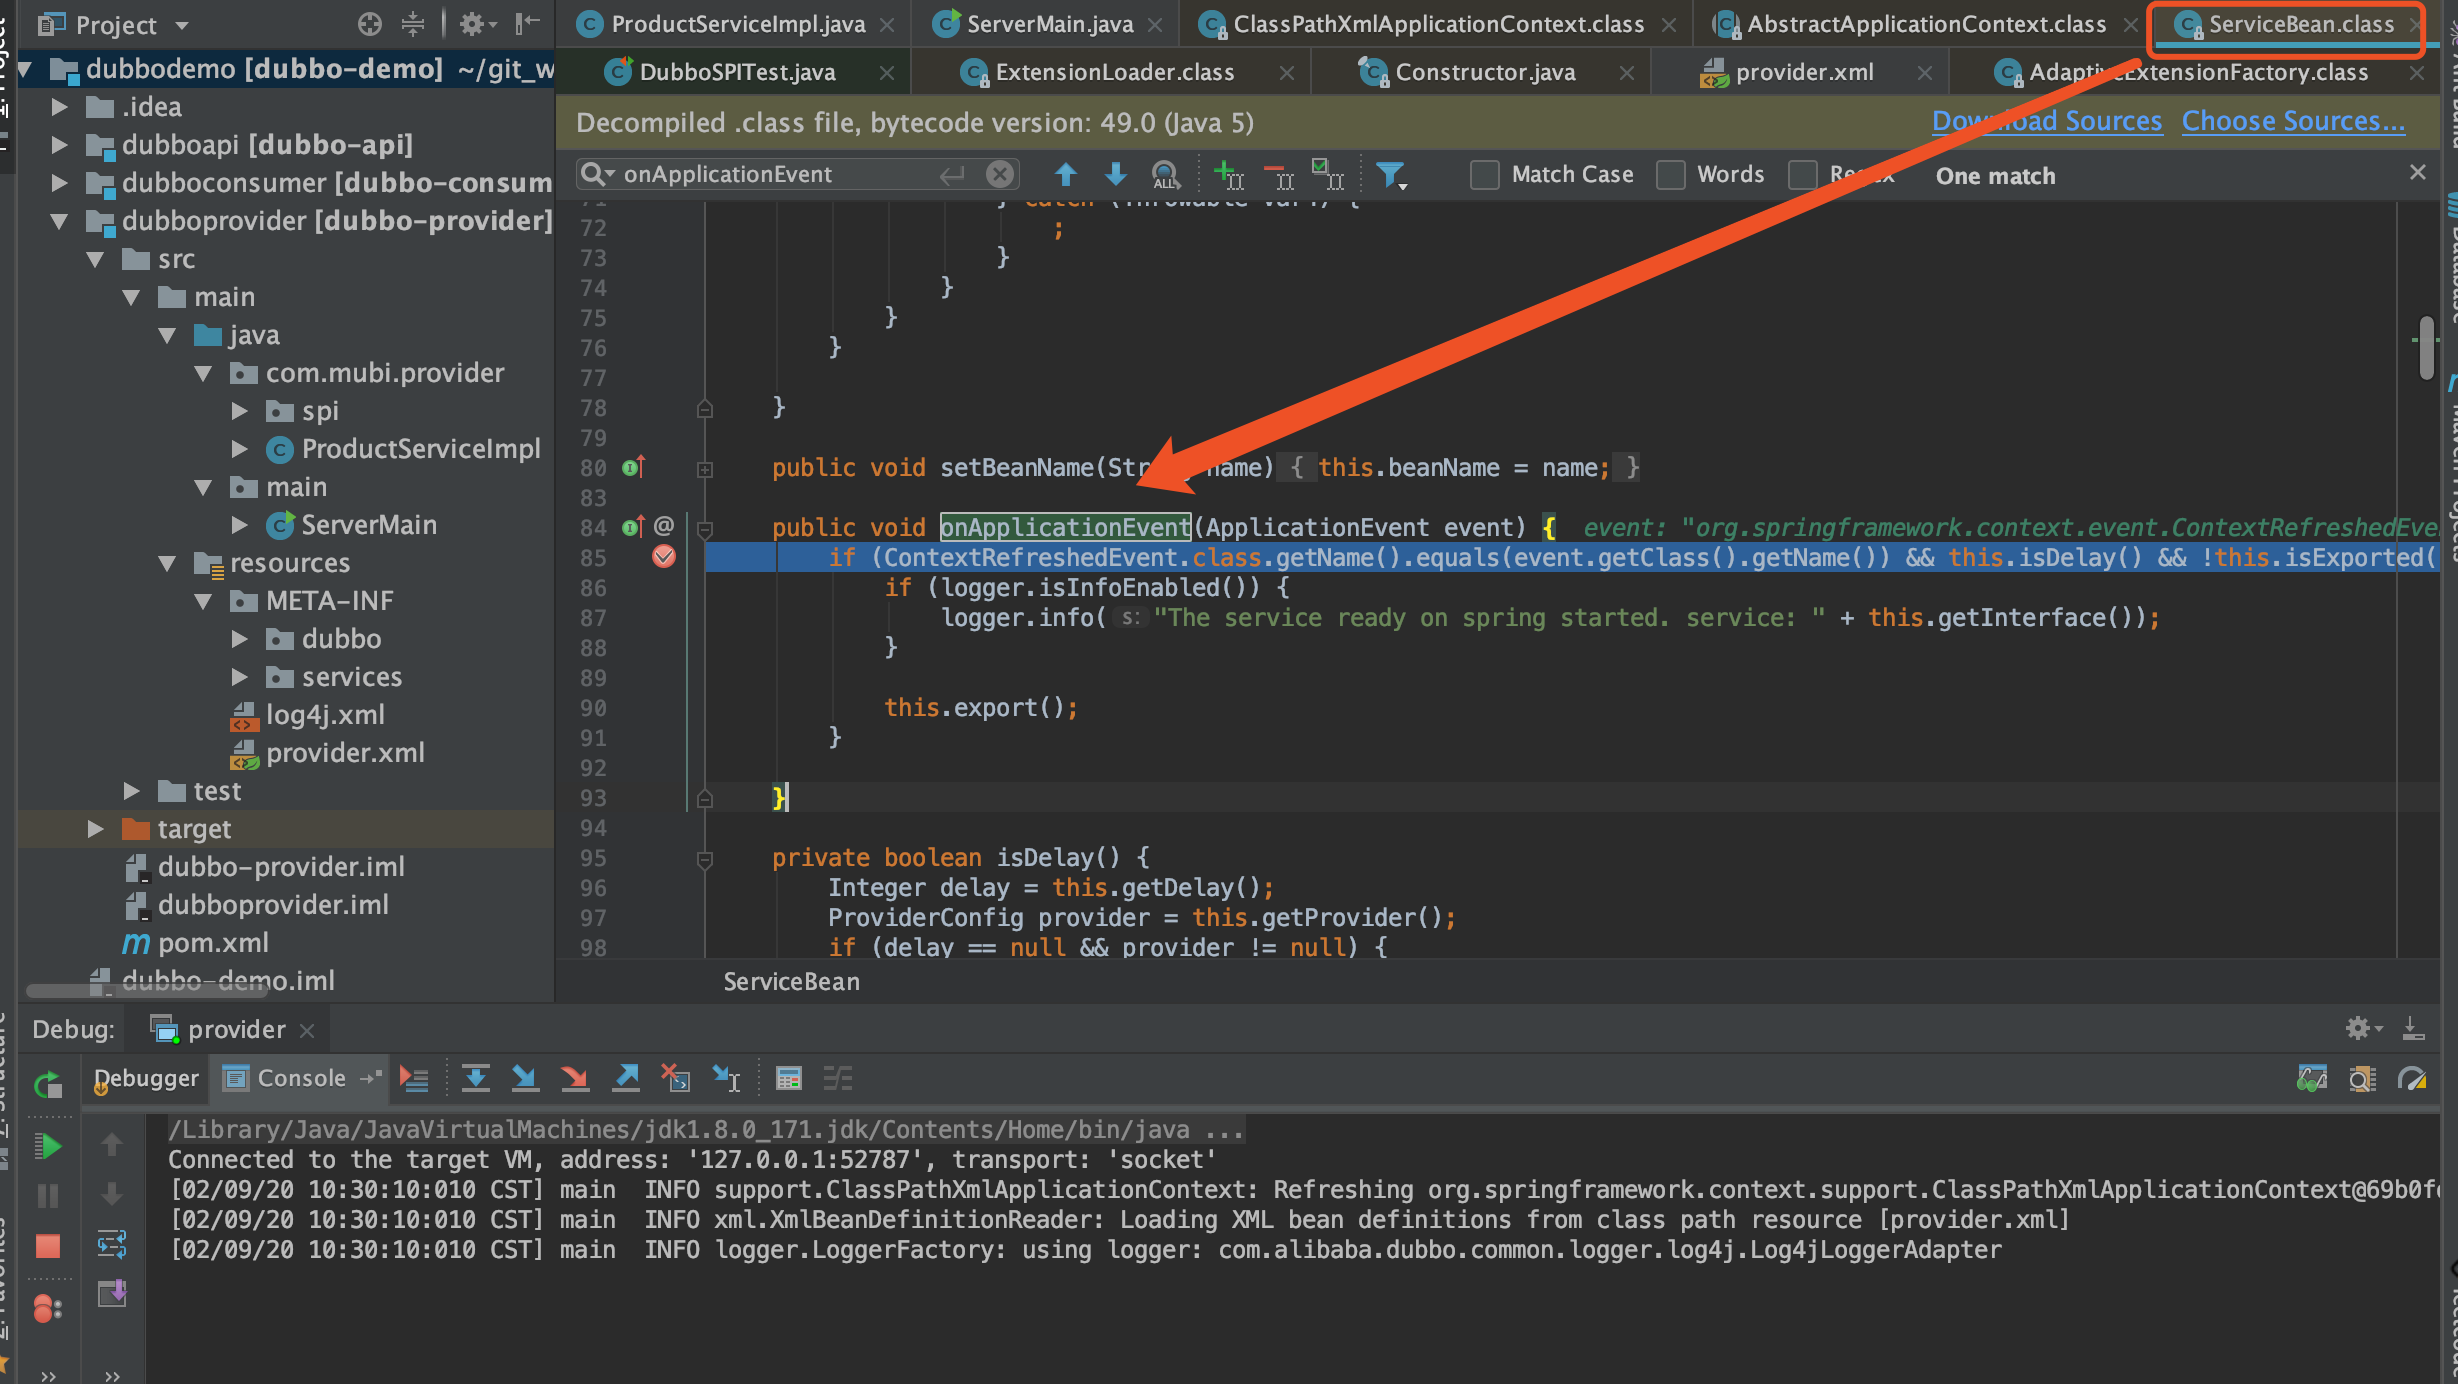 Project
ProductServiceImpl.java
ServerMain.java
ClassPathXmlApplicationContext.class
AbstractApplicationContext.class
ServiceBean.class
DubboSPITest.java
ExtensionLoader.class
Constructor.java
provider.xml
AdaptiveExtensionFactory.class
dubbodemo [dubbo-demo] ~/git_w
.idea
dubboapi [dubbo-api]
dubboconsumer [dubbo-consum
dubboprovider [dubbo-provider]
src
main
java
com.mubi.provider
spi
ProductServiceImpl
main
ServerMain
resources
META-INF
dubbo
services
log4j.xml
provider.xml
test
target
dubbo-provider.iml
dubboprovider.iml
pom.xml
dubbo-demo.iml
Decompiled .class file, bytecode version: 49.0 (Java 5)
Download Sources Choose Sources...
onApplicationEvent
Match Case
Words
Regex
One match
71 } catch (Throwable var1) {
72 ;
73 }
74 }
75 }
76 }
77
78 }
79
80 public void setBeanName(String name) { this.beanName = name; }
83
84 public void onApplicationEvent(ApplicationEvent event) { event: "org.springframework.context.event.ContextRefreshedEve
85 if (ContextRefreshedEvent.class.getName().equals(event.getClass().getName()) && this.isDelay() && !this.isExported(
86 if (logger.isInfoEnabled()) {
87 logger.info( s: "The service ready on spring started. service: " + this.getInterface());
88 }
89
90 this.export();
91 }
92
93 }
94
95 private boolean isDelay() {
96 Integer delay = this.getDelay();
97 ProviderConfig provider = this.getProvider();
98 if (delay == null && provider != null) {
ServiceBean
Debug:
provider
Debugger
Console
/Library/Java/JavaVirtualMachines/jdk1.8.0_171.jdk/Contents/Home/bin/java ...
Connected to the target VM, address: '127.0.0.1:52787', transport: 'socket'
[02/09/20 10:30:10:010 CST] main INFO support.ClassPathXmlApplicationContext: Refreshing org.springframework.context.support.ClassPathXmlApplicationContext@69b0f
[02/09/20 10:30:10:010 CST] main INFO xml.XmlBeanDefinitionReader: Loading XML bean definitions from class path resource [provider.xml]
[02/09/20 10:30:10:010 CST] main INFO logger.LoggerFactory: using logger: com.alibaba.dubbo.common.logger.log4j.Log4jLoggerAdapter